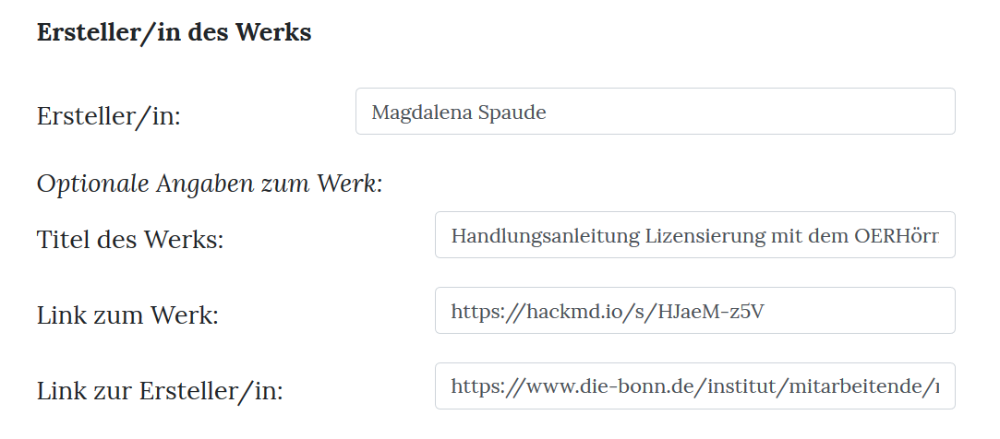 Ersteller/in des Werks
Ersteller/in: Magdalena Spaude
Optionale Angaben zum Werk:
Titel des Werks: Handlungsanleitung Lizensierung mit dem
Link zum Werk: https://hackmd.io/s/HJaeM-z5V
Link zur Ersteller/in: https://www.die-bonn.de/institut/mitarbeitende/